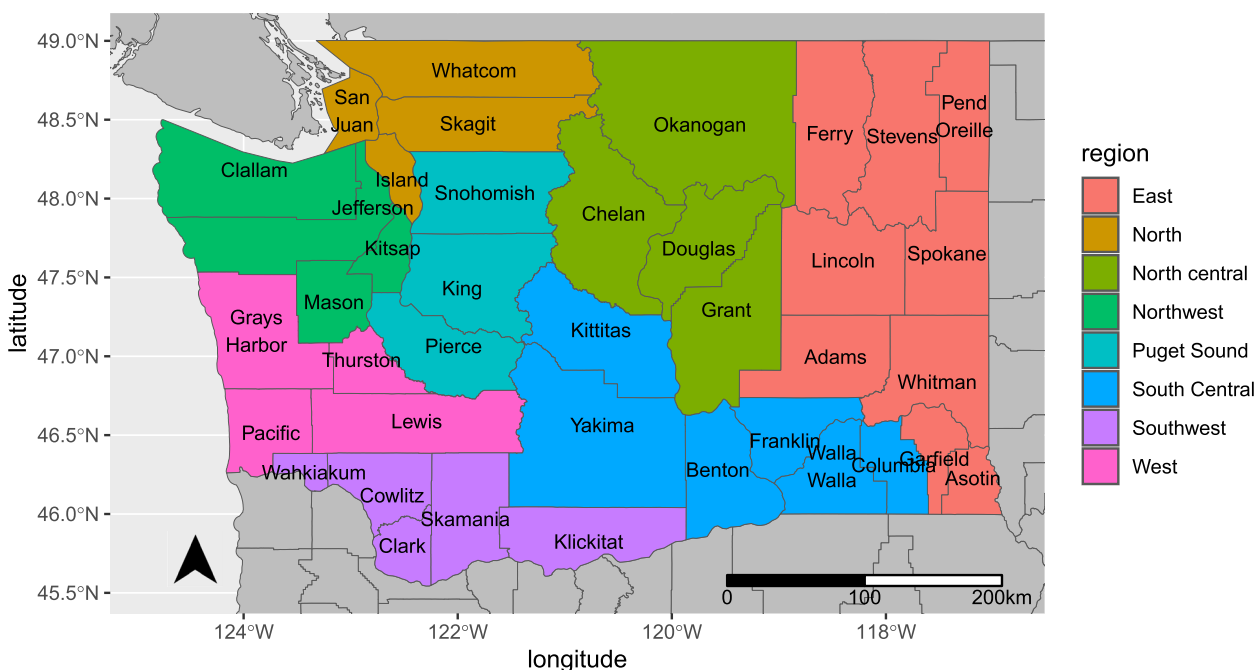 49.0°N
48.5°N
48.0°N
47.5°N
47.0°N
46.5°N
46.0°N
45.5°N
latitude
124°W
122°W
120°W
118°W
longitude
Whatcom
San
Juan
Skagit
Okanogan
Ferry
Stevens
Pend
Oreille
Clallam
Island
Jefferson
Snohomish
Chelan
Kitsap
Douglas
Lincoln
Spokane
Mason
King
Grant
Grays
Harbor
Kittitas
Thurston
Pierce
Adams
Whitman
Pacific
Lewis
Yakima
Franklin
Walla
Walla
Benton
Columbia
Garfield
Asotin
Wahkiakum
Cowlitz
Skamania
Clark
Klickitat
0
100
200km
region
East
North
North central
Northwest
Puget Sound
South Central
Southwest
West